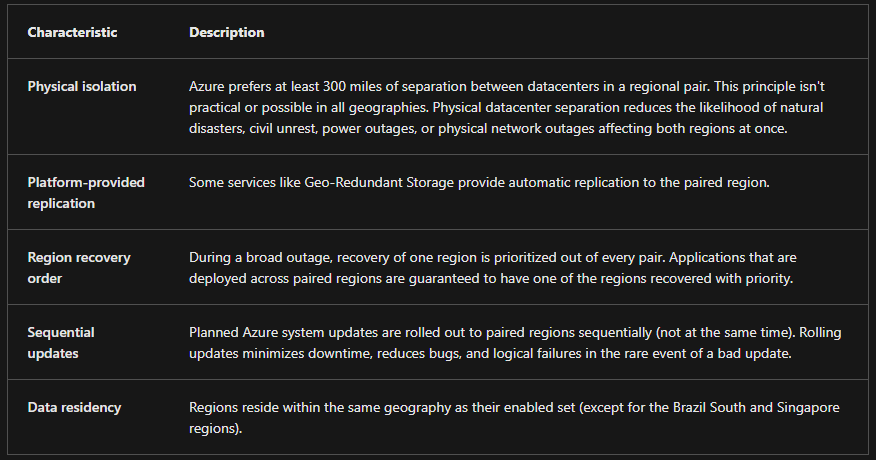 Characteristic Description
Physical isolation
Azure prefers at least 300 miles of separation between datacenters in a regional pair. This principle isn't
practical or possible in all geographies. Physical datacenter separation reduces the likelihood of natural
disasters, civil unrest, power outages, or physical network outages affecting both regions at once.
Platform-provided
replication
Some services like Geo-Redundant Storage provide automatic replication to the paired region.
Region recovery
order
During a broad outage, recovery of one region is prioritized out of every pair. Applications that are
deployed across paired regions are guaranteed to have one of the regions recovered with priority.
Sequential
updates
Planned Azure system updates are rolled out to paired regions sequentially (not at the same time). Rolling
updates minimizes downtime, reduces bugs, and logical failures in the rare event of a bad update.
Data residency
Regions reside within the same geography as their enabled set (except for the Brazil South and Singapore
regions).